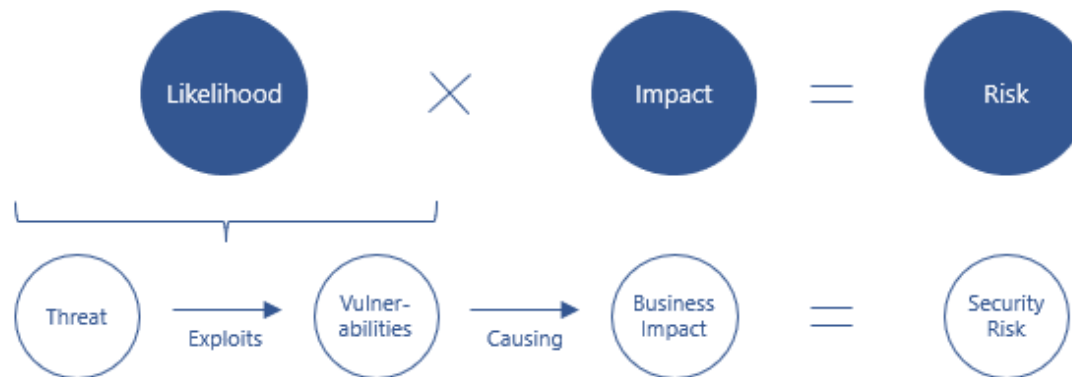 Likelihood
×
Impact
=
Risk
Threat
Exploits
Vulner-
abilities
Causing
Business
Impact
=
Security
Risk